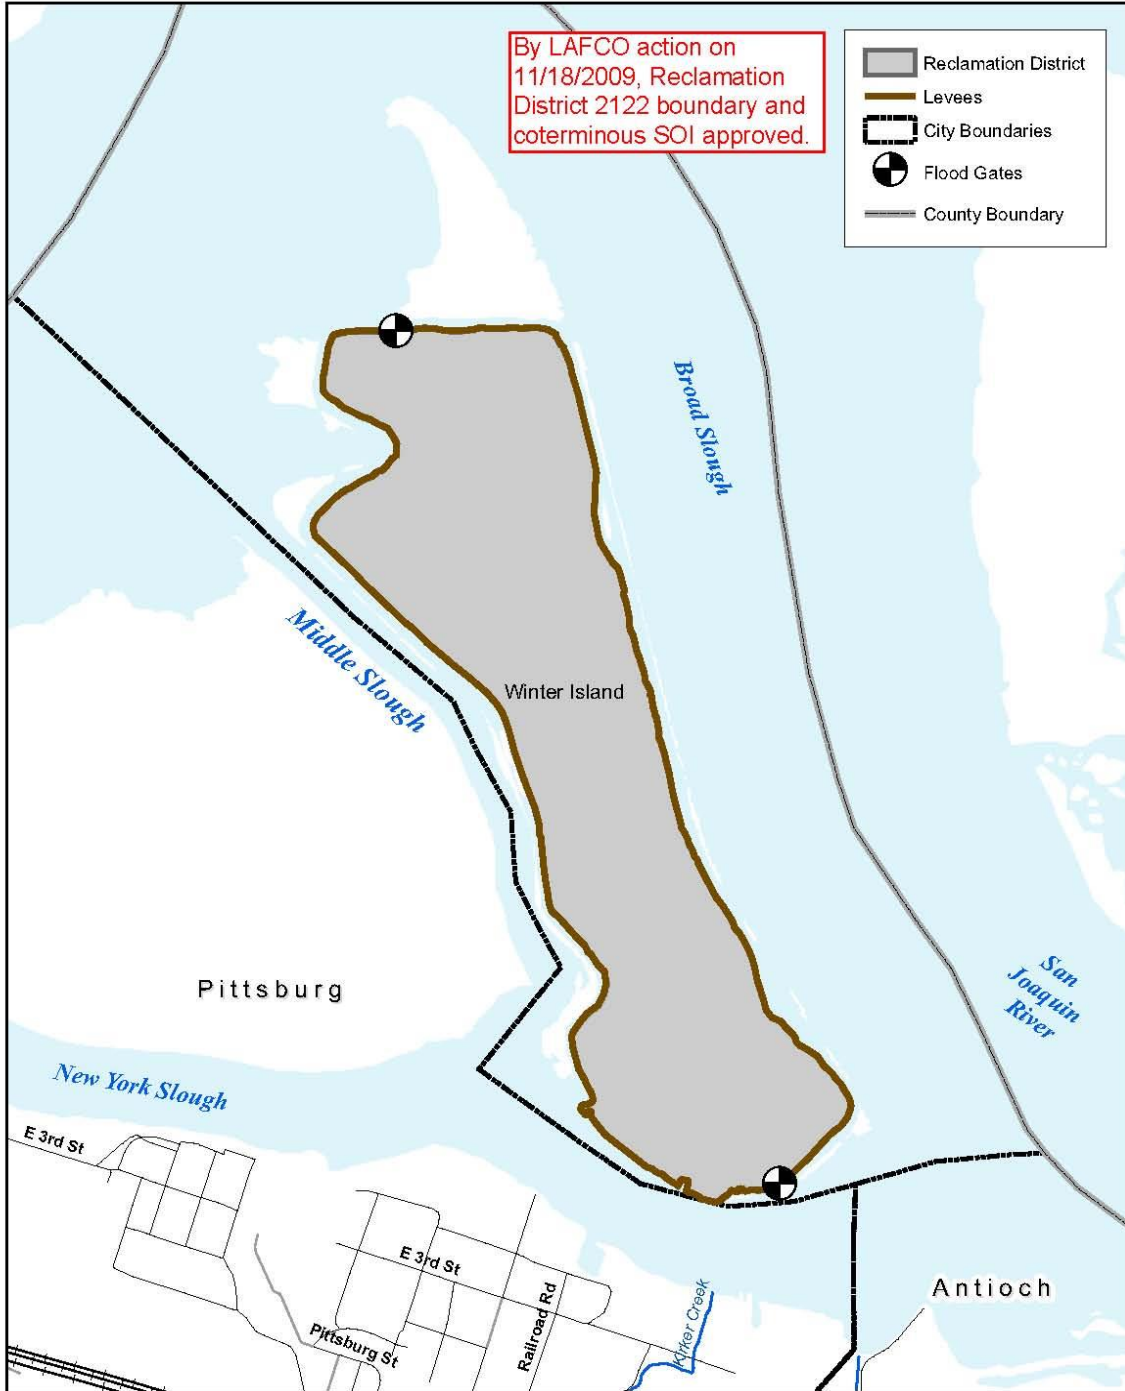 By LAFCO action on
11/18/2009, Reclamation
District 2122 boundary and
coterminous SOI approved.
Reclamation District
Levees
City Boundaries
Flood Gates
County Boundary
Broad Slough
Middle Slough
Winter Island
San
Joaquin
River
Pittsburg
New York Slough
E 3rd St
E 3rd St
Railroad Rd
Pittsburg St
Kirker Creek
Antioch